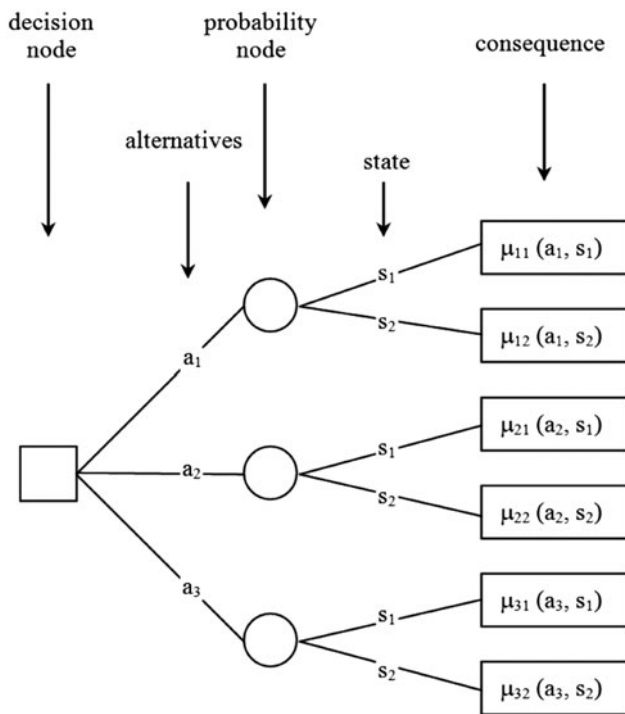 decision
node
probability
node
consequence
alternatives
state
s₁
μ₁₁ (a₁, s₁)
s₂
μ₁₂ (a₁, s₂)
a₁
s₁
μ₂₁ (a₂, s₁)
a₂
s₂
μ₂₂ (a₂, s₂)
a₃
s₁
μ₃₁ (a₃, s₁)
s₂
μ₃₂ (a₃, s₂)